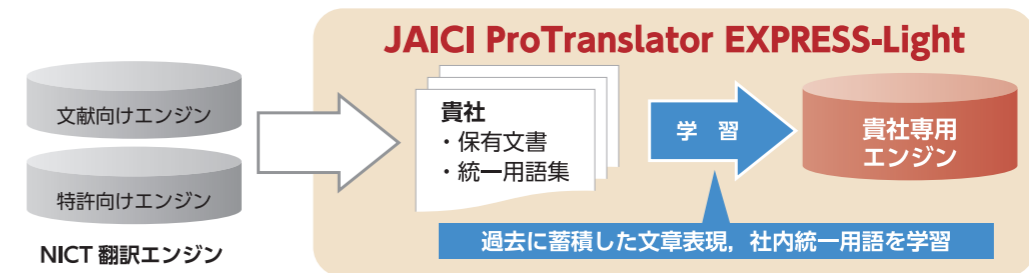 JAICI ProTranslator EXPRESS-Light
文献向けエンジン
特許向けエンジン
NICT 翻訳エンジン
貴社
・保有文書
・統一用語集
学 習
貴社専用
エンジン
過去に蓄積した文章表現，社内統一用語を学習